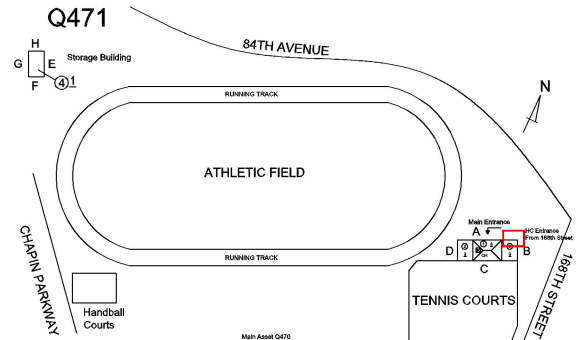 Q471
84TH AVENUE
H
Storage Building
G
E
F
4
1
RUNNING TRACK
N
ATHLETIC FIELD
Main Entrance
A
HC Entrance
From 168th Street
D
B
C
CHAPIN PARKWAY
RUNNING TRACK
168TH STREET
TENNIS COURTS
Handball
Courts
Main Asset Q470